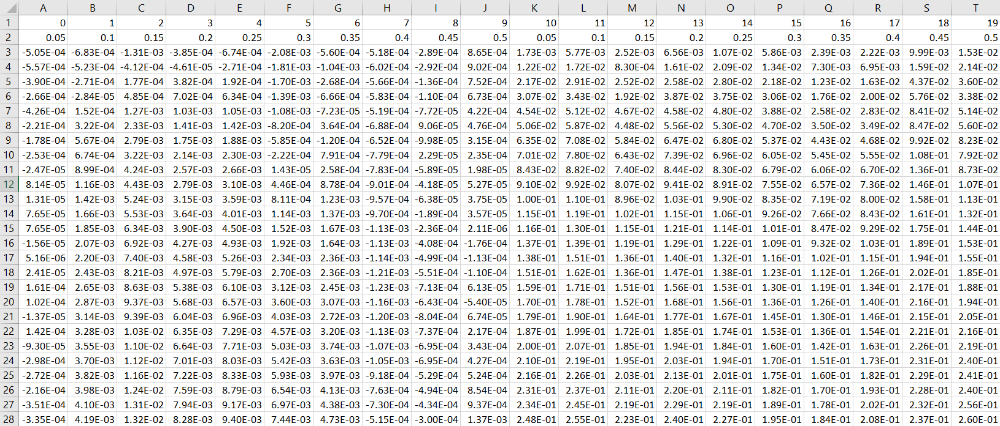 A B C D E F G H I J K L M N O P Q R S T
1 0 1 2 3 4 5 6 7 8 9 10 11 12 13 14 15 16 17 18 19
2 0.05 0.1 0.15 0.2 0.25 0.3 0.35 0.4 0.45 0.5 0.05 0.1 0.15 0.2 0.25 0.3 0.35 0.4 0.45 0.5
3 -5.05E-04 -6.83E-04 -1.31E-03 -3.85E-04 -6.74E-04 -2.08E-03 -5.60E-04 -5.18E-04 -2.89E-04 8.65E-04 1.73E-03 5.77E-03 2.52E-03 6.56E-03 1.07E-02 5.86E-03 2.39E-03 2.22E-03 9.99E-03 1.53E-02
4 -5.57E-04 -5.23E-04 -4.12E-04 -4.61E-05 -2.71E-04 -1.81E-03 -1.04E-03 -6.02E-04 -2.92E-04 9.02E-04 1.22E-02 1.72E-02 8.30E-04 1.61E-02 2.09E-02 1.34E-02 7.30E-03 6.95E-03 1.59E-02 2.14E-02
5 -3.90E-04 -2.71E-04 1.77E-04 3.82E-04 1.92E-04 -1.70E-03 -2.68E-04 -5.66E-04 -1.36E-04 7.52E-04 2.17E-02 2.91E-02 2.52E-02 2.58E-02 2.80E-02 2.18E-02 1.23E-02 1.63E-02 4.37E-02 3.60E-02
6 -2.66E-04 -2.84E-05 4.85E-04 7.02E-04 6.34E-04 -1.39E-03 -6.66E-04 -5.83E-04 -1.10E-04 6.73E-04 3.07E-02 3.43E-02 1.92E-02 3.87E-02 3.75E-02 3.06E-02 1.76E-02 2.00E-02 5.76E-02 3.38E-02
7 -4.26E-04 1.52E-04 1.27E-03 1.03E-03 1.05E-03 -1.08E-03 -7.23E-05 -5.19E-04 -7.72E-05 4.22E-04 4.54E-02 5.12E-02 4.67E-02 4.58E-02 4.80E-02 3.88E-02 2.58E-02 2.83E-02 8.41E-02 5.14E-02
8 -2.21E-04 3.22E-04 2.33E-03 1.41E-03 1.42E-03 -8.20E-04 3.64E-04 -6.88E-04 9.06E-05 4.76E-04 5.06E-02 5.87E-02 4.48E-02 5.56E-02 5.30E-02 4.70E-02 3.50E-02 3.49E-02 8.47E-02 5.60E-02
9 -1.78E-04 5.67E-04 2.79E-03 1.75E-03 1.88E-03 -5.85E-04 -1.20E-04 -6.52E-04 -9.98E-05 3.15E-04 6.35E-02 7.08E-02 5.84E-02 6.47E-02 6.80E-02 5.37E-02 4.43E-02 4.68E-02 9.92E-02 8.23E-02
10 -2.53E-04 6.74E-04 3.22E-03 2.14E-03 2.30E-03 -2.22E-04 7.91E-04 -7.79E-04 2.29E-05 2.35E-04 7.01E-02 7.80E-02 6.43E-02 7.39E-02 6.96E-02 6.05E-02 5.45E-02 5.55E-02 1.08E-01 7.92E-02
11 -2.47E-05 8.99E-04 4.24E-03 2.57E-03 2.66E-03 1.43E-05 2.58E-04 -7.83E-04 -5.89E-05 1.98E-05 8.43E-02 8.82E-02 7.40E-02 8.44E-02 8.30E-02 6.79E-02 6.06E-02 6.70E-02 1.36E-01 8.73E-02
12 8.14E-05 1.16E-03 4.43E-03 2.79E-03 3.10E-03 4.46E-04 8.78E-04 -9.01E-04 -4.18E-05 5.27E-05 9.10E-02 9.92E-02 8.07E-02 9.41E-02 8.91E-02 7.55E-02 6.57E-02 7.36E-02 1.46E-01 1.07E-01
13 1.31E-05 1.42E-03 5.24E-03 3.15E-03 3.59E-03 8.11E-04 1.23E-03 -9.57E-04 -6.38E-05 3.75E-05 1.00E-01 1.10E-01 8.96E-02 1.03E-01 9.90E-02 8.35E-02 7.19E-02 8.00E-02 1.58E-01 1.13E-01
14 7.65E-05 1.66E-03 5.53E-03 3.64E-03 4.01E-03 1.14E-03 1.37E-03 -9.70E-04 -1.89E-04 3.57E-05 1.15E-01 1.19E-01 1.02E-01 1.15E-01 1.06E-01 9.26E-02 7.66E-02 8.43E-02 1.61E-01 1.32E-01
15 7.65E-05 1.85E-03 6.34E-03 3.90E-03 4.50E-03 1.52E-03 1.67E-03 -1.13E-03 -2.36E-04 2.11E-06 1.16E-01 1.30E-01 1.15E-01 1.21E-01 1.14E-01 1.01E-01 8.47E-02 9.29E-02 1.75E-01 1.44E-01
16 -1.56E-05 2.07E-03 6.92E-03 4.27E-03 4.93E-03 1.92E-03 1.64E-03 -1.13E-03 -4.08E-04 -1.76E-04 1.37E-01 1.39E-01 1.19E-01 1.29E-01 1.22E-01 1.09E-01 9.32E-02 1.03E-01 1.89E-01 1.53E-01
17 5.16E-06 2.20E-03 7.40E-03 4.58E-03 5.26E-03 2.34E-03 2.36E-03 -1.14E-03 -4.99E-04 -1.13E-04 1.38E-01 1.51E-01 1.36E-01 1.40E-01 1.32E-01 1.16E-01 1.02E-01 1.15E-01 1.94E-01 1.55E-01
18 2.41E-05 2.43E-03 8.21E-03 4.97E-03 5.79E-03 2.70E-03 2.36E-03 -1.21E-03 -5.51E-04 -1.10E-04 1.51E-01 1.62E-01 1.36E-01 1.47E-01 1.38E-01 1.23E-01 1.12E-01 1.26E-01 2.02E-01 1.85E-01
19 1.61E-04 2.65E-03 8.63E-03 5.38E-03 6.10E-03 3.12E-03 2.45E-03 -1.23E-03 -7.13E-04 6.13E-05 1.59E-01 1.71E-01 1.51E-01 1.56E-01 1.53E-01 1.30E-01 1.19E-01 1.34E-01 2.17E-01 1.88E-01
20 1.02E-04 2.87E-03 9.37E-03 5.68E-03 6.57E-03 3.60E-03 3.07E-03 -1.16E-03 -6.43E-04 -5.40E-05 1.70E-01 1.78E-01 1.52E-01 1.68E-01 1.56E-01 1.36E-01 1.26E-01 1.40E-01 2.16E-01 1.94E-01
21 -1.37E-05 3.14E-03 9.39E-03 6.04E-03 6.96E-03 4.03E-03 2.72E-03 -1.20E-03 -8.04E-04 6.74E-05 1.79E-01 1.90E-01 1.64E-01 1.77E-01 1.67E-01 1.45E-01 1.30E-01 1.46E-01 2.15E-01 2.05E-01
22 1.42E-04 3.28E-03 1.03E-02 6.35E-03 7.29E-03 4.57E-03 3.20E-03 -1.13E-03 -7.37E-04 2.17E-04 1.87E-01 1.99E-01 1.72E-01 1.85E-01 1.74E-01 1.53E-01 1.36E-01 1.54E-01 2.21E-01 2.16E-01
23 -9.30E-05 3.55E-03 1.10E-02 6.64E-03 7.71E-03 5.03E-03 3.74E-03 -1.07E-03 -6.95E-04 3.43E-04 2.00E-01 2.07E-01 1.85E-01 1.94E-01 1.84E-01 1.60E-01 1.42E-01 1.63E-01 2.26E-01 2.19E-01
24 -2.98E-04 3.70E-03 1.12E-02 7.01E-03 8.03E-03 5.42E-03 3.63E-03 -1.05E-03 -6.95E-04 4.27E-04 2.10E-01 2.19E-01 1.95E-01 2.03E-01 1.94E-01 1.70E-01 1.51E-01 1.73E-01 2.31E-01 2.40E-01
25 -2.72E-04 3.82E-03 1.16E-02 7.22E-03 8.33E-03 5.93E-03 3.97E-03 -9.18E-04 -5.29E-04 5.24E-04 2.16E-01 2.26E-01 2.03E-01 2.13E-01 2.01E-01 1.75E-01 1.60E-01 1.82E-01 2.29E-01 2.41E-01
26 -2.16E-04 3.98E-03 1.24E-02 7.59E-03 8.79E-03 6.54E-03 4.13E-03 -7.63E-04 -4.94E-04 8.54E-04 2.31E-01 2.37E-01 2.11E-01 2.20E-01 2.11E-01 1.82E-01 1.70E-01 1.93E-01 2.28E-01 2.40E-01
27 -3.51E-04 4.10E-03 1.31E-02 7.94E-03 9.17E-03 6.97E-03 4.38E-03 -7.30E-04 -4.34E-04 9.37E-04 2.34E-01 2.45E-01 2.19E-01 2.29E-01 2.19E-01 1.89E-01 1.78E-01 2.02E-01 2.32E-01 2.56E-01
28 -3.35E-04 4.19E-03 1.32E-02 8.28E-03 9.40E-03 7.44E-03 4.73E-03 -5.15E-04 -3.00E-04 1.37E-03 2.48E-01 2.55E-01 2.23E-01 2.40E-01 2.27E-01 1.95E-01 1.84E-01 2.08E-01 2.37E-01 2.60E-01